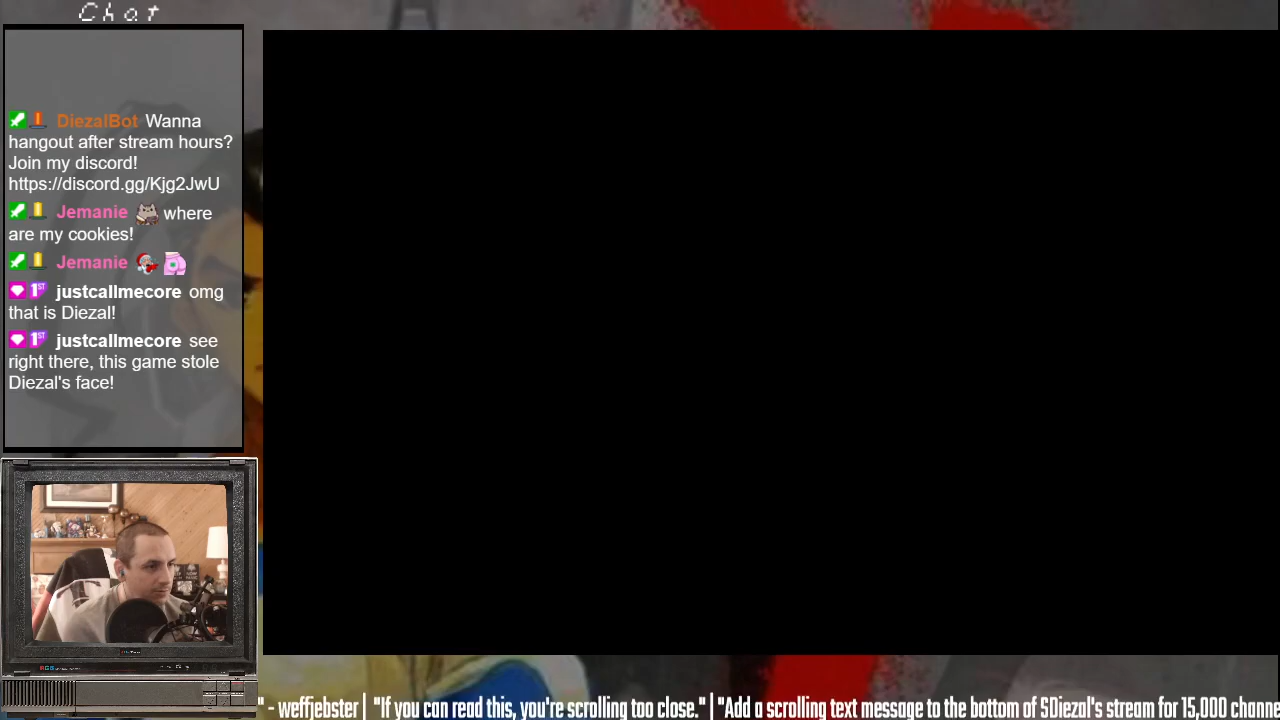 Chat
DiezalBot Wanna
hangout after stream hours?
Join my discord!
https://discord.gg/Kjg2JwU
Jemanie where
are my cookies!
Jemanie
1ST justcallmecore omg
that is Diezal!
1ST justcallmecore see
right there, this game stole
Diezal's face!
" - weffjebster | "If you can read this, you're scrolling too close." | "Add a scrolling text message to the bottom of SDiezal's stream for 15,000 channe